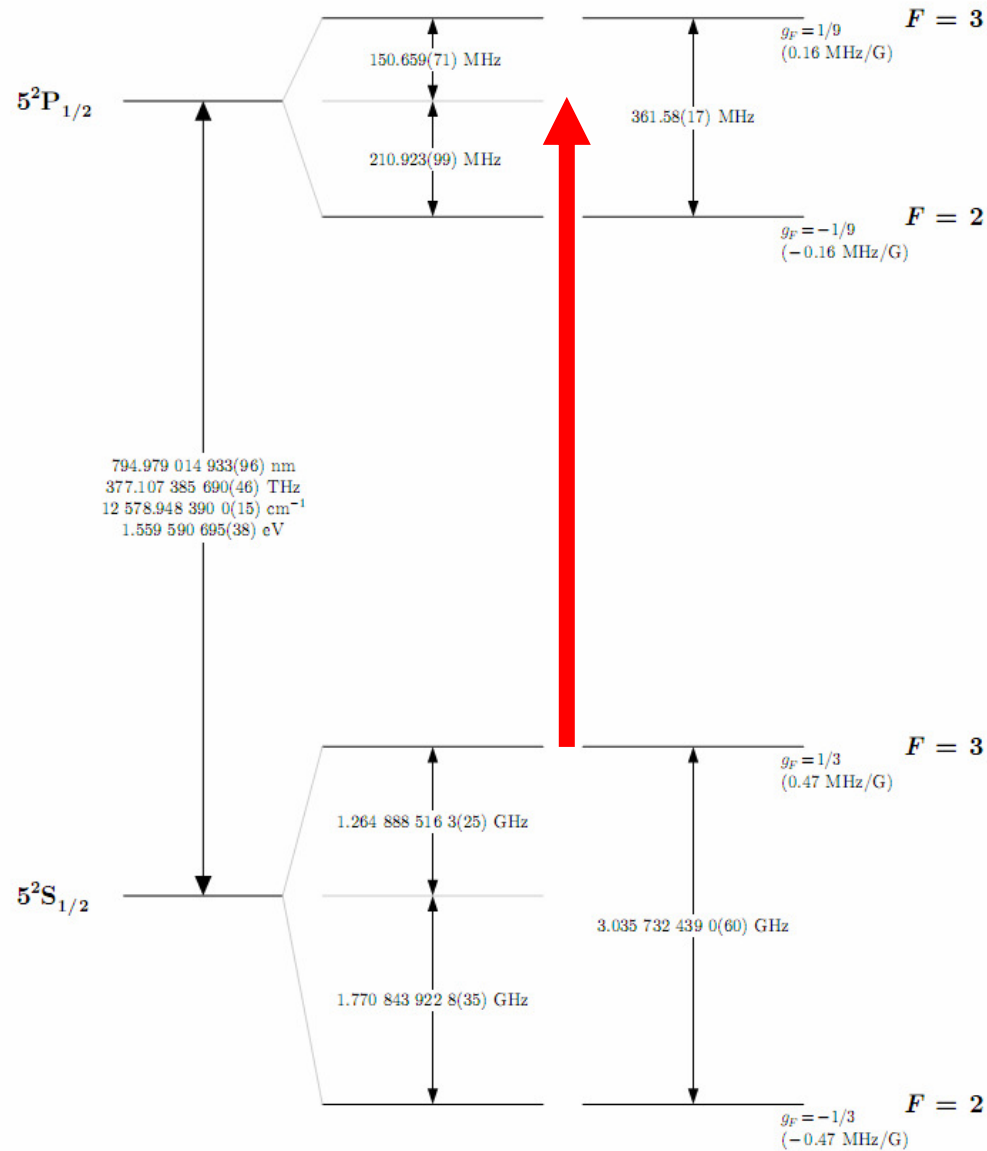 F = 3
g_F = 1/9
(0.16 MHz/G)
150.659(71) MHz
5²P₁/₂
361.58(17) MHz
210.923(99) MHz
F = 2
g_F = −1/9
(−0.16 MHz/G)
794.979 014 933(96) nm
377.107 385 690(46) THz
12 578.948 390 0(15) cm⁻¹
1.559 590 695(38) eV
F = 3
g_F = 1/3
(0.47 MHz/G)
1.264 888 516 3(25) GHz
5²S₁/₂
3.035 732 439 0(60) GHz
1.770 843 922 8(35) GHz
F = 2
g_F = −1/3
(−0.47 MHz/G)